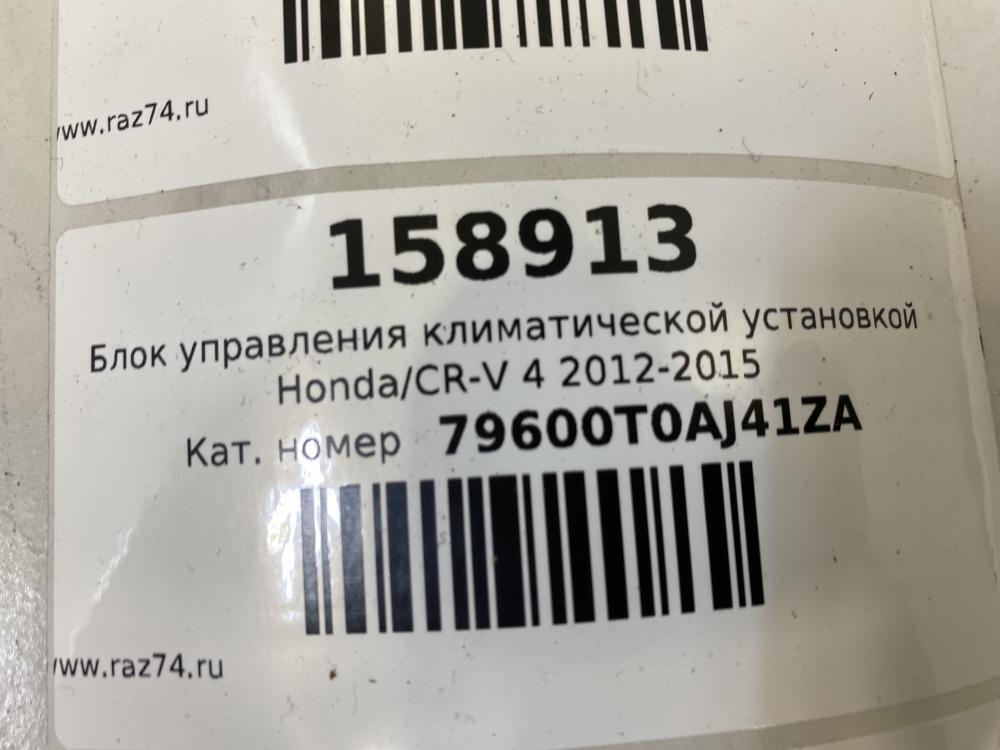 www.raz74.ru
158913
Блок управления климатической установкой
Honda/CR-V 4 2012-2015
Кат. номер 79600T0AJ41ZA
www.raz74.ru